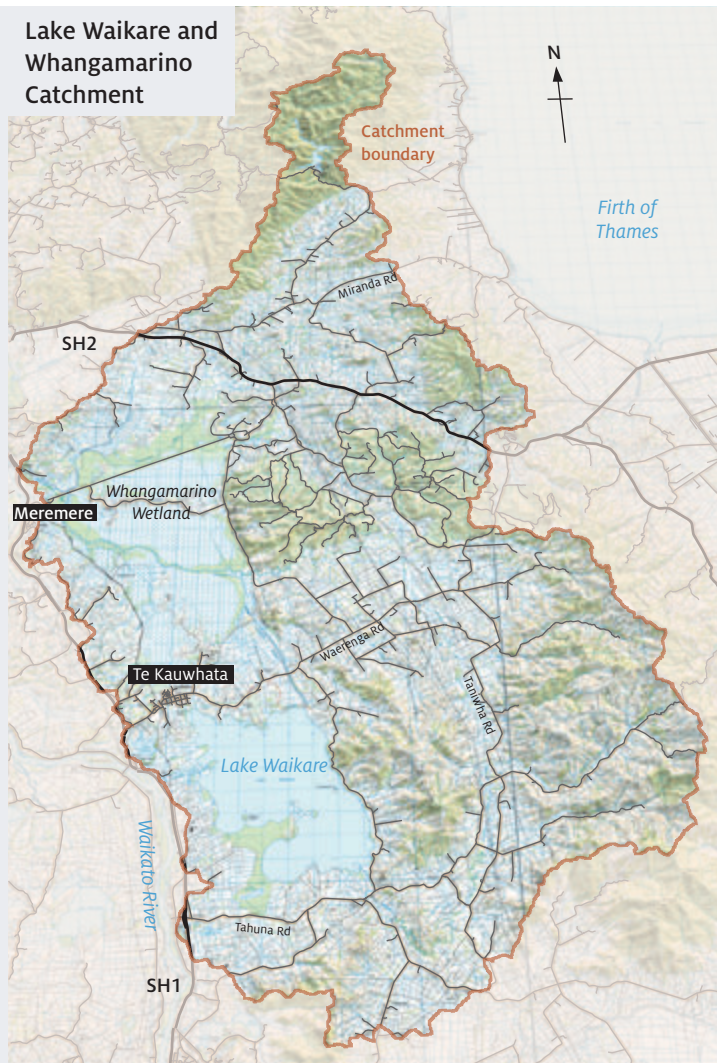 Lake Waikare and
Whangamarino
Catchment
N
Catchment
boundary
Firth of
Thames
Miranda Rd
SH2
Whangamarino
Wetland
Meremere
Waerenga Rd
Te Kauwhata
Taniwha Rd
Lake Waikare
Waikato River
Tahuna Rd
SH1